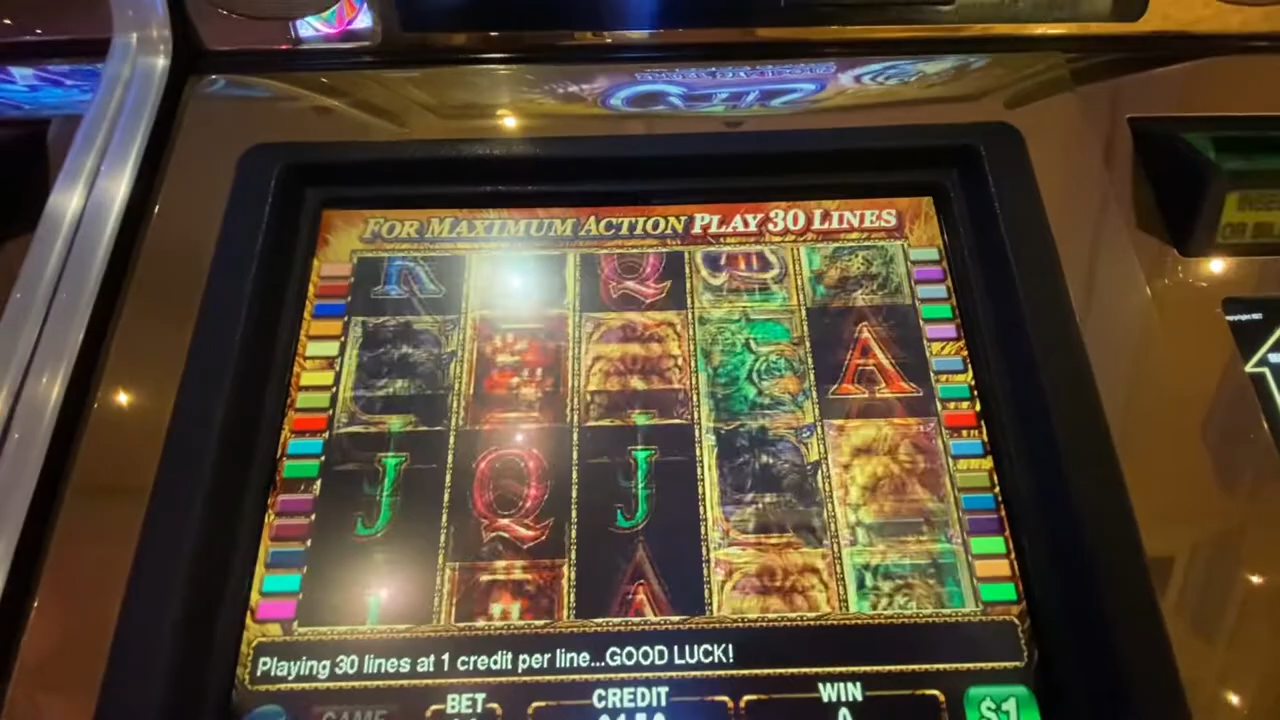 FOR MAXIMUM ACTION PLAY 30 LINES
Q
A
J Q J
A
Playing 30 lines at 1 credit per line...GOOD LUCK!
BET CREDIT WIN
GAME
$1